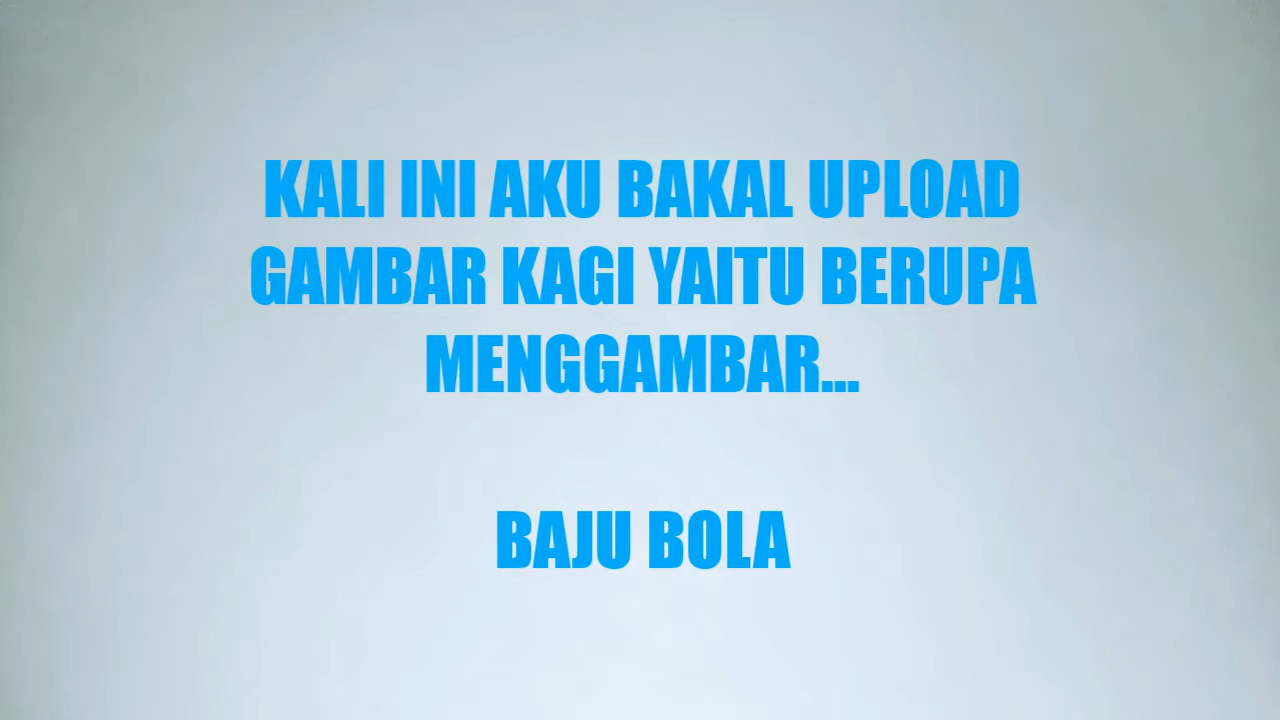 KALI INI AKU BAKAL UPLOAD
GAMBAR KAGI YAITU BERUPA
MENGGAMBAR...
BAJU BOLA